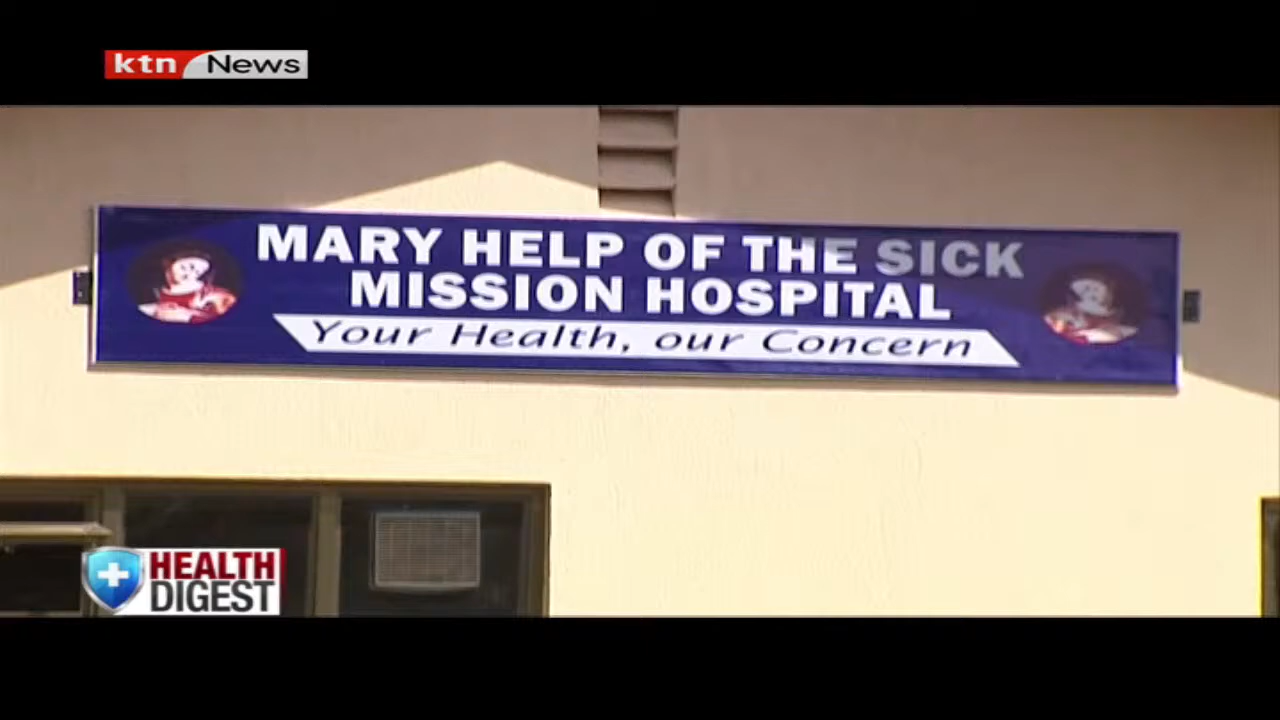 ktn News
MARY HELP OF THE SICK
MISSION HOSPITAL
Your Health, our Concern
HEALTH
DIGEST